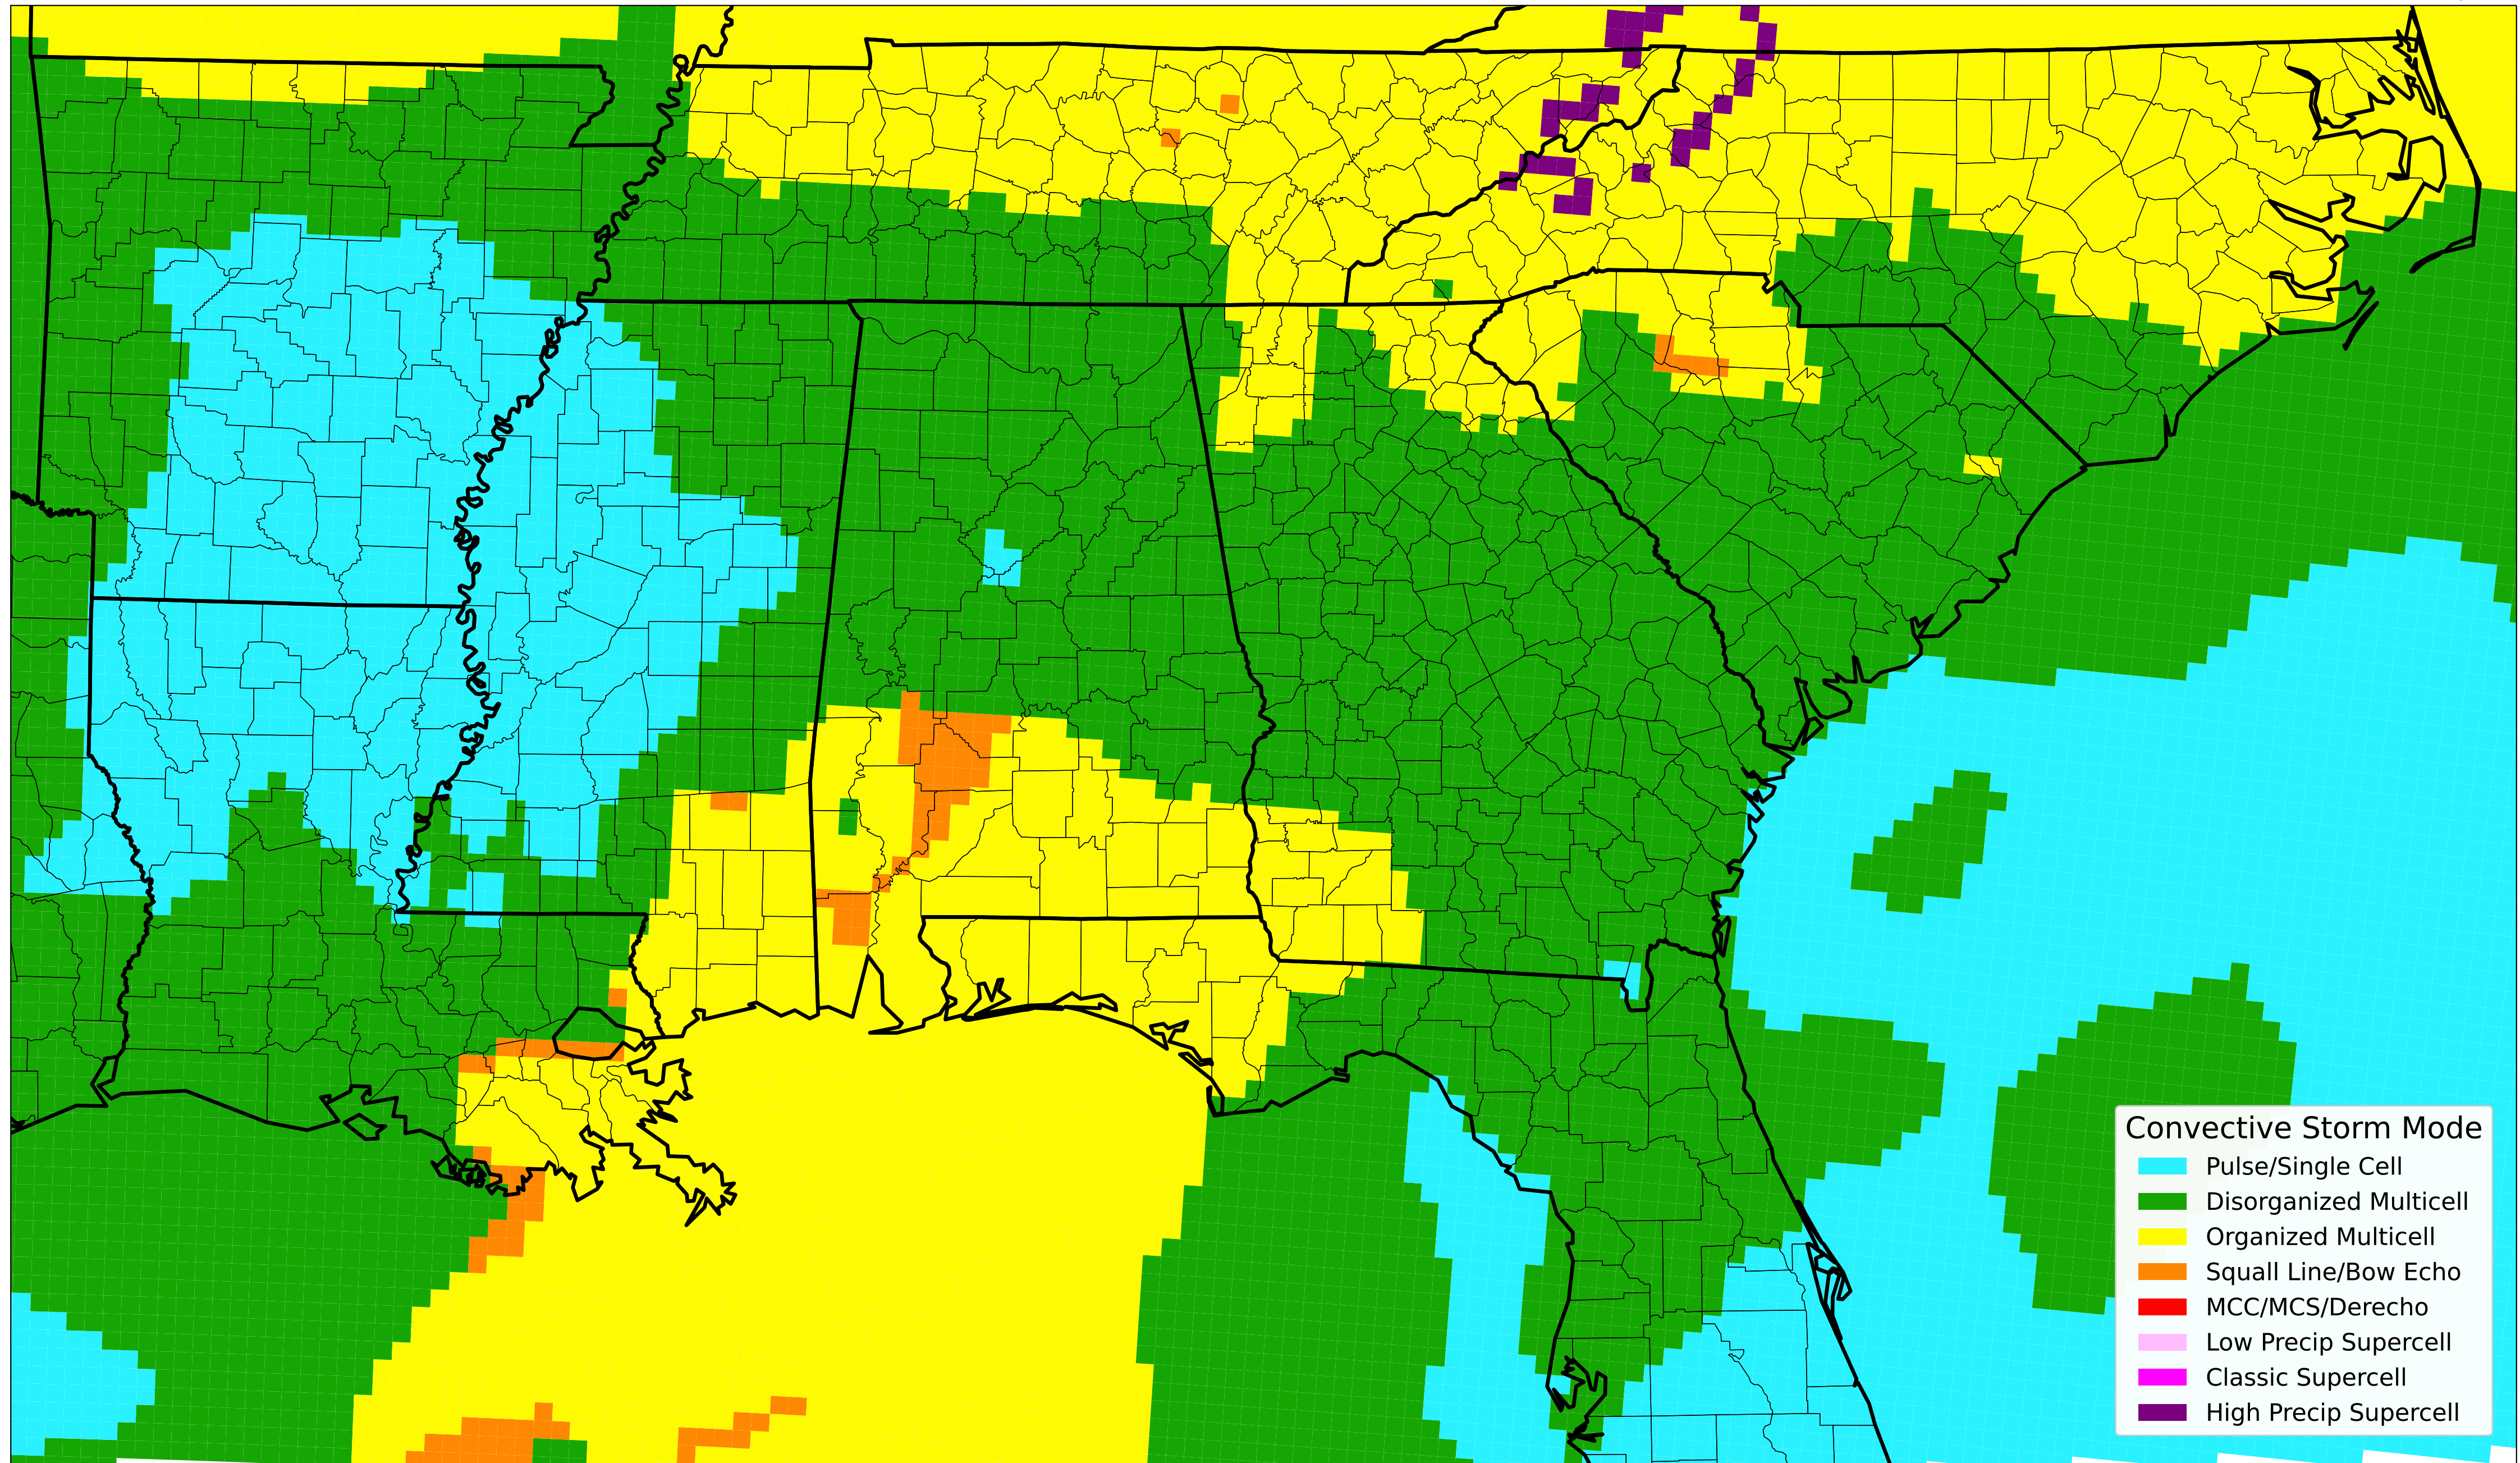 Convective Storm Mode
Pulse/Single Cell
Disorganized Multicell
Organized Multicell
Squall Line/Bow Echo
MCC/MCS/Derecho
Low Precip Supercell
Classic Supercell
High Precip Supercell